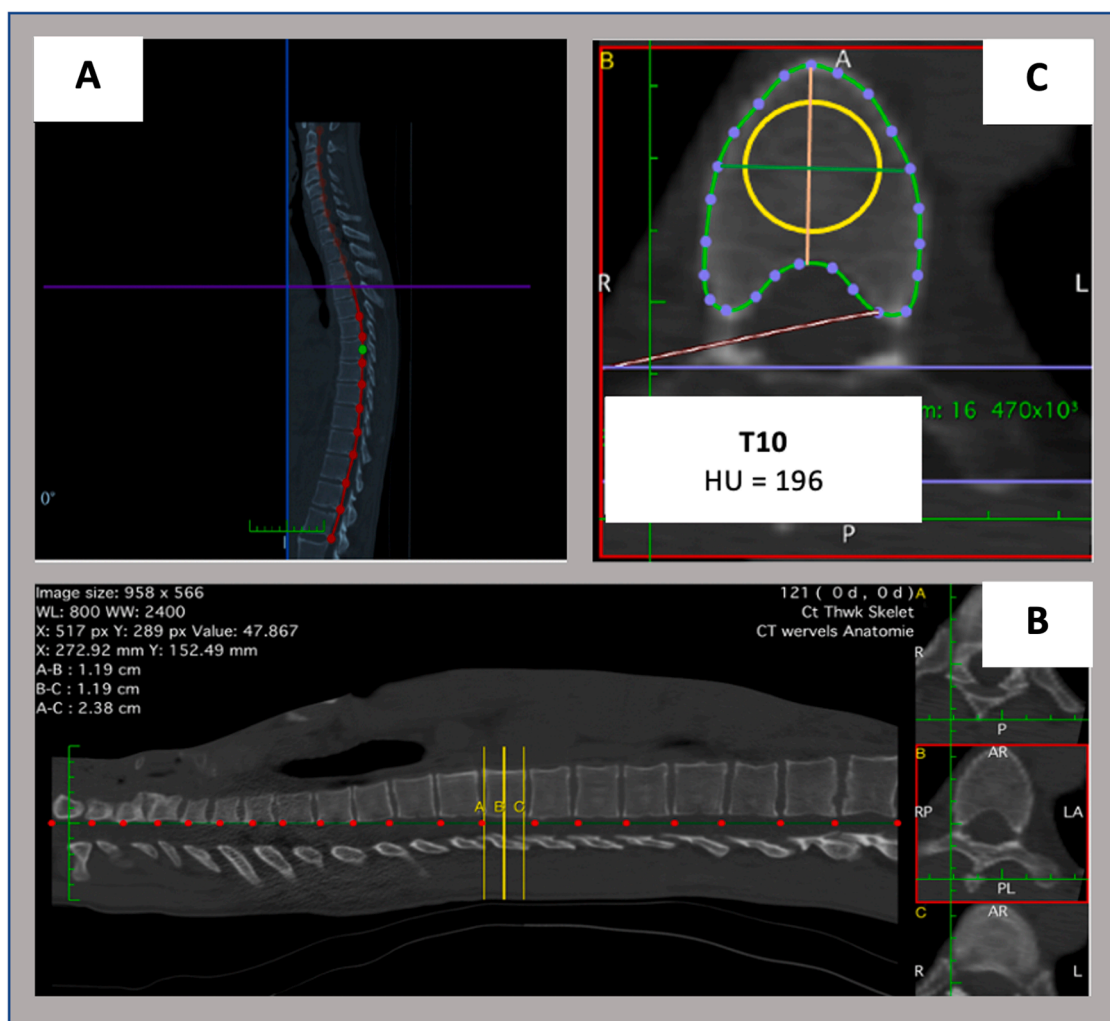 A
0°
B
A
C
R
L
m: 16 470x10³
T10
HU = 196
P
Image size: 958 x 566
WL: 800 WW: 2400
X: 517 px Y: 289 px Value: 47.867
X: 272.92 mm Y: 152.49 mm
A-B : 1.19 cm
B-C : 1.19 cm
A-C : 2.38 cm
121 ( 0 d, 0 d)
Ct Thwk Skelet
CT wervels Anatomie
A B C
A
B
R
P
B
AR
RP
LA
PL
C
AR
R
L